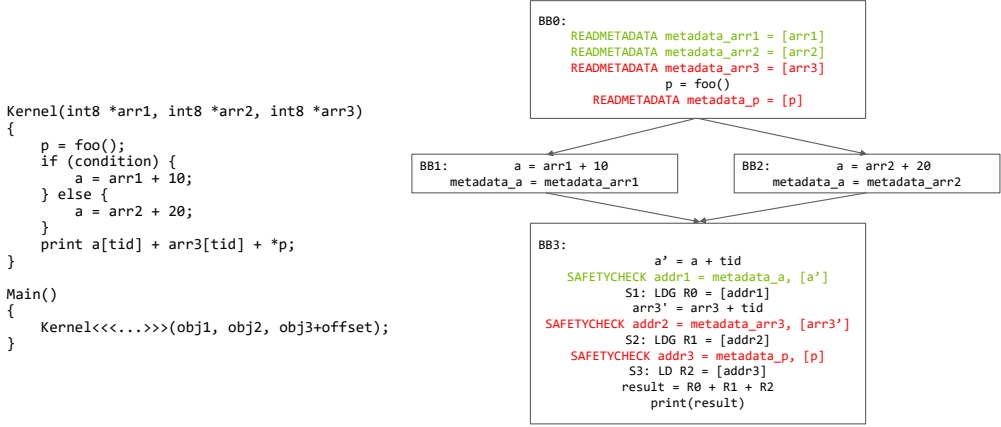 Kernel(int8 *arr1, int8 *arr2, int8 *arr3)
{
    p = foo();
    if (condition) {
        a = arr1 + 10;
    } else {
        a = arr2 + 20;
    }
    print a[tid] + arr3[tid] + *p;
}
Main()
{
    Kernel<<<...>>>(obj1, obj2, obj3+offset);
}
BB0:
READMETADATA metadata_arr1 = [arr1]
READMETADATA metadata_arr2 = [arr2]
READMETADATA metadata_arr3 = [arr3]
p = foo()
READMETADATA metadata_p = [p]
BB1: a = arr1 + 10
metadata_a = metadata_arr1
BB2: a = arr2 + 20
metadata_a = metadata_arr2
BB3:
a’ = a + tid
SAFETYCHECK addr1 = metadata_a, [a’]
S1: LDG R0 = [addr1]
arr3' = arr3 + tid
SAFETYCHECK addr2 = metadata_arr3, [arr3’]
S2: LDG R1 = [addr2]
SAFETYCHECK addr3 = metadata_p, [p]
S3: LD R2 = [addr3]
result = R0 + R1 + R2
print(result)